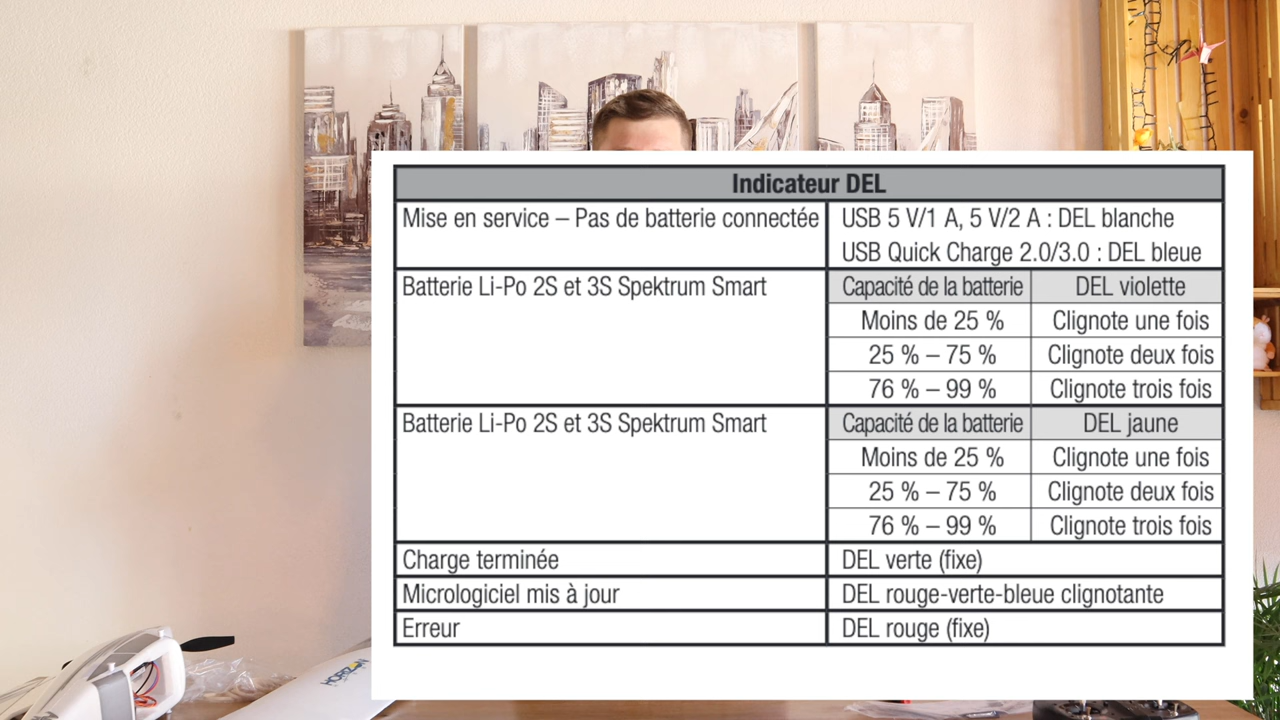 Indicateur DEL
Mise en service – Pas de batterie connectée
USB 5 V/1 A, 5 V/2 A : DEL blanche
USB Quick Charge 2.0/3.0 : DEL bleue
Batterie Li-Po 2S et 3S Spektrum Smart
Capacité de la batterie DEL violette
Moins de 25 % Clignote une fois
25 % – 75 % Clignote deux fois
76 % – 99 % Clignote trois fois
Batterie Li-Po 2S et 3S Spektrum Smart
Capacité de la batterie DEL jaune
Moins de 25 % Clignote une fois
25 % – 75 % Clignote deux fois
76 % – 99 % Clignote trois fois
Charge terminée DEL verte (fixe)
Micrologiciel mis à jour DEL rouge-verte-bleue clignotante
Erreur DEL rouge (fixe)
HORIZON